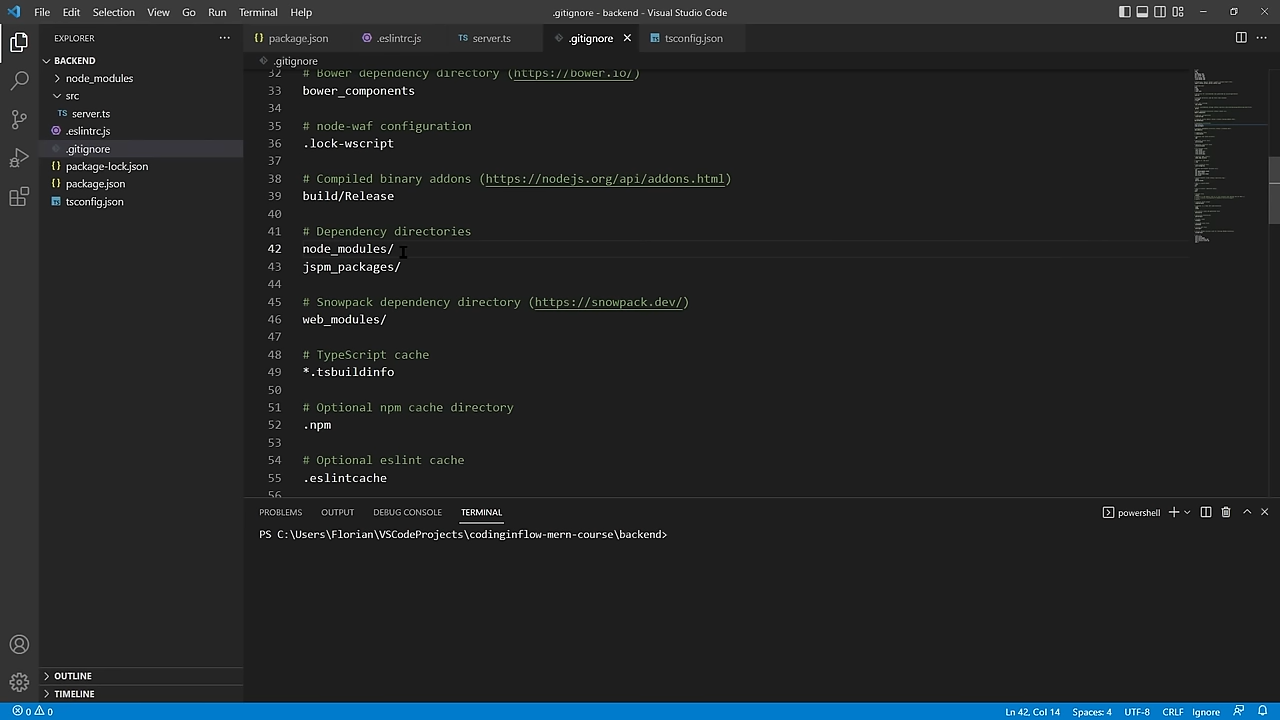 File Edit Selection View Go Run Terminal Help
.gitignore - backend - Visual Studio Code
EXPLORER
BACKEND
node_modules
src
TS server.ts
.eslintrc.js
.gitignore
{} package-lock.json
{} package.json
tsconfig.json
OUTLINE
TIMELINE
{} package.json
.eslintrc.js
TS server.ts
.gitignore
tsconfig.json
.gitignore
32 # Bower dependency directory (https://bower.io/)
33 bower_components
34
35 # node-waf configuration
36 .lock-wscript
37
38 # Compiled binary addons (https://nodejs.org/api/addons.html)
39 build/Release
40
41 # Dependency directories
42 node_modules/
43 jspm_packages/
44
45 # Snowpack dependency directory (https://snowpack.dev/)
46 web_modules/
47
48 # TypeScript cache
49 *.tsbuildinfo
50
51 # Optional npm cache directory
52 .npm
53
54 # Optional eslint cache
55 .eslintcache
56
PROBLEMS OUTPUT DEBUG CONSOLE TERMINAL
powershell
PS C:\Users\Florian\VSCodeProjects\codinginflow-mern-course\backend>
0 0
Ln 42, Col 14 Spaces: 4 UTF-8 CRLF Ignore